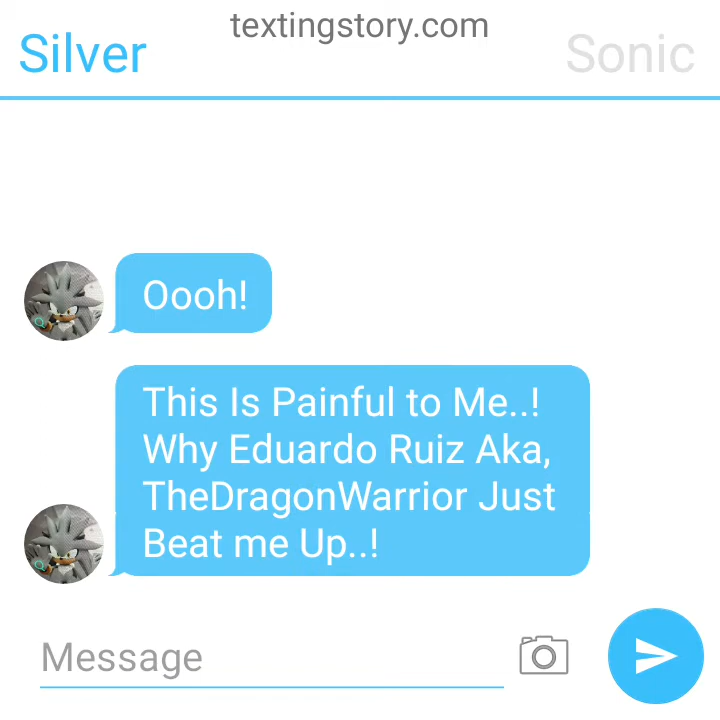 textingstory.com
Silver
Sonic
Oooh!
This Is Painful to Me..!
Why Eduardo Ruiz Aka,
TheDragonWarrior Just
Beat me Up..!
Message